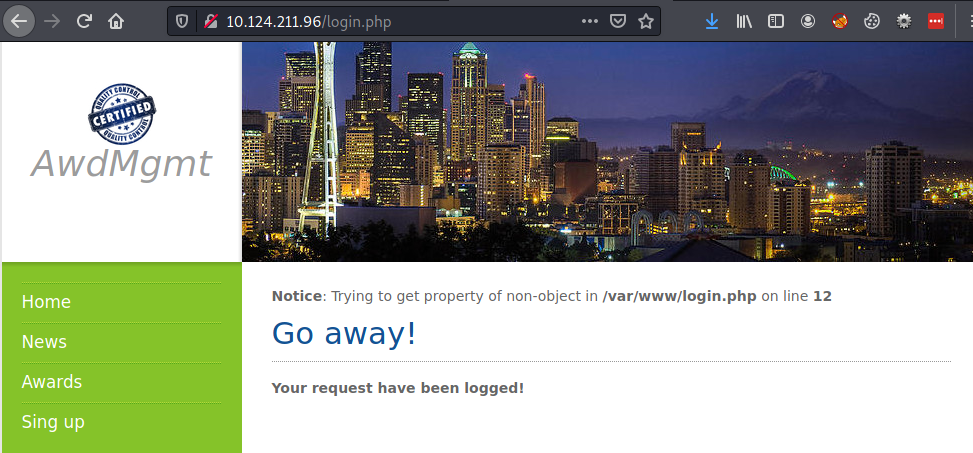 10.124.211.96/login.php
QUALITY CONTROL
CERTIFIED
QUALITY CONTROL
AwdMgmt
Home
News
Awards
Sing up
Notice: Trying to get property of non-object in /var/www/login.php on line 12
Go away!
Your request have been logged!